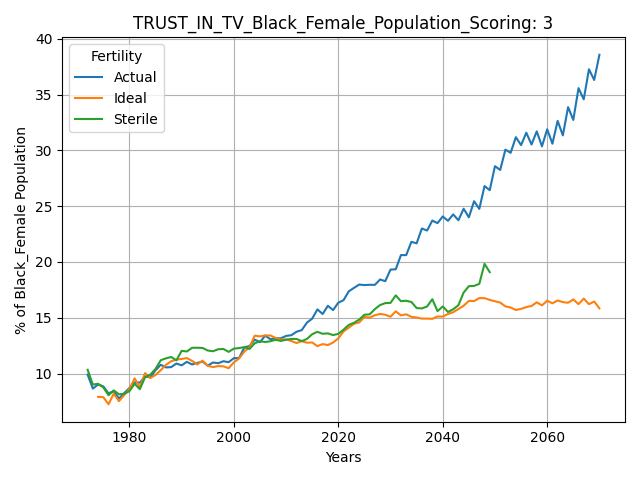 TRUST_IN_TV_Black_Female_Population_Scoring: 3
Fertility
Actual
Ideal
Sterile
% of Black_Female Population
40
35
30
25
20
15
10
1980
2000
2020
2040
2060
Years